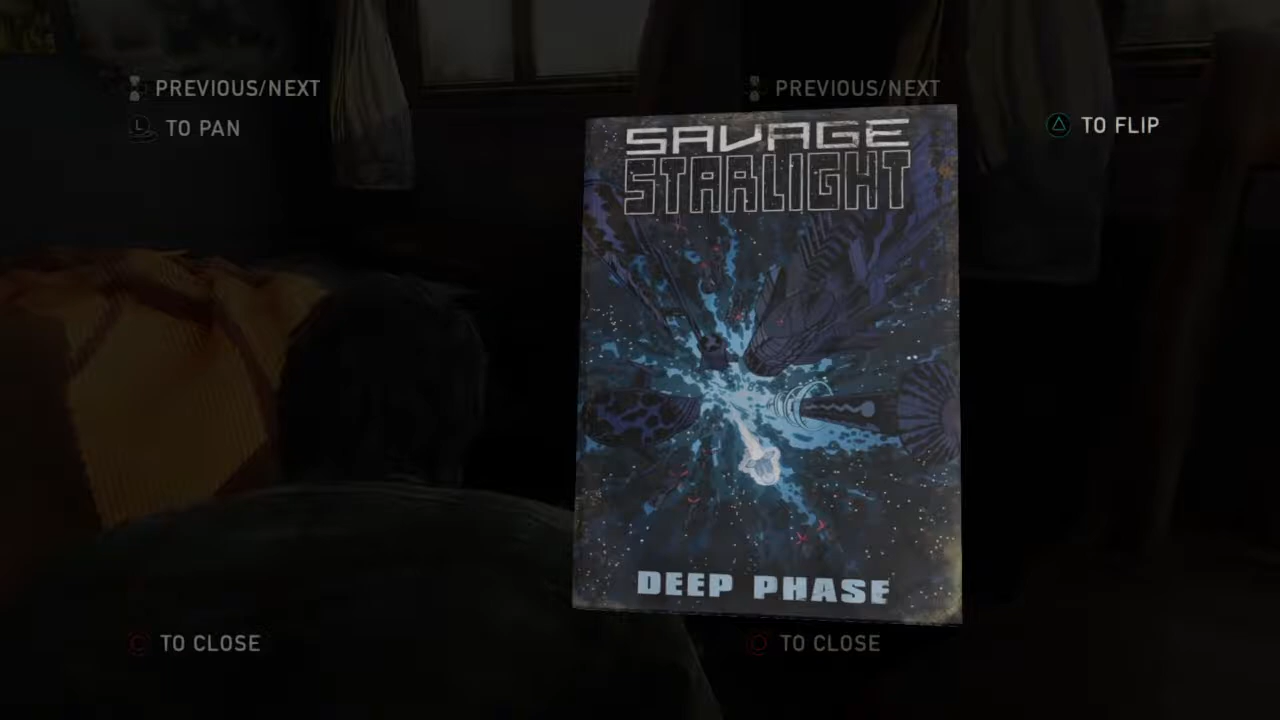 PREVIOUS/NEXT
PREVIOUS/NEXT
L TO PAN
TO FLIP
SAVAGE
STARLIGHT
DEEP PHASE
TO CLOSE
TO CLOSE